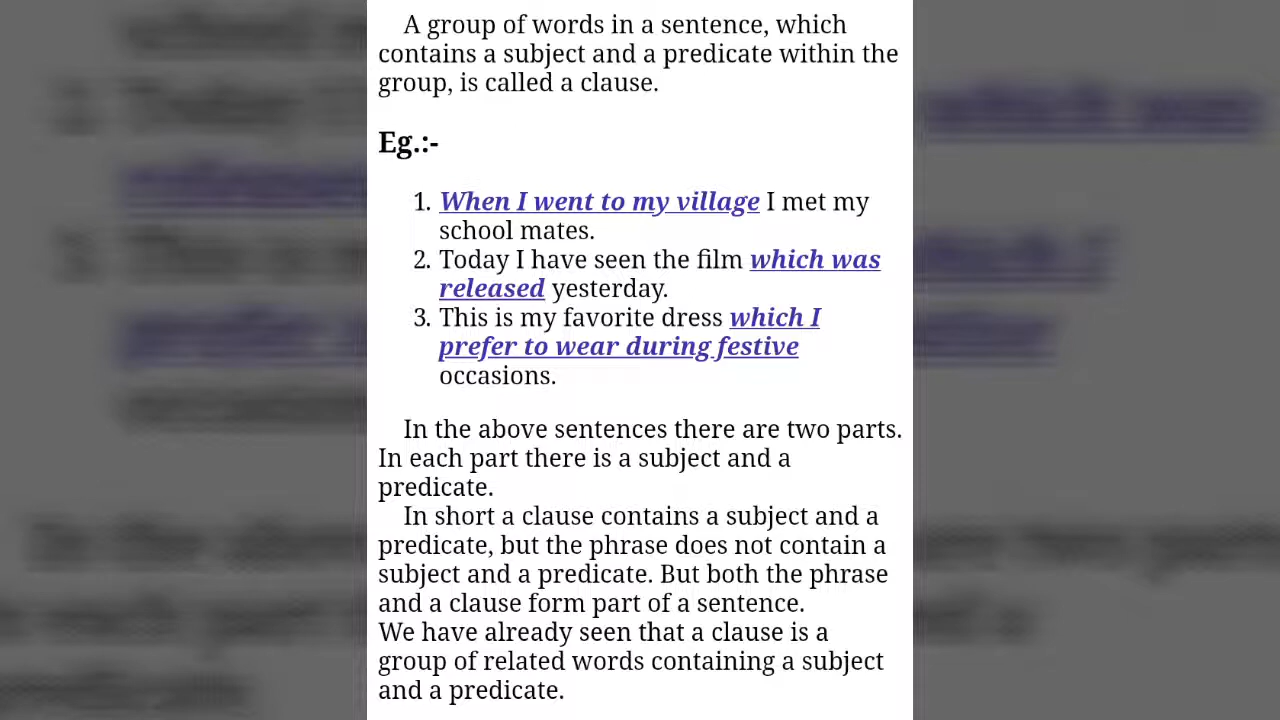 A group of words in a sentence, which
contains a subject and a predicate within the
group, is called a clause.
Eg.:-
1. When I went to my village I met my
school mates.
2. Today I have seen the film which was
released yesterday.
3. This is my favorite dress which I
prefer to wear during festive
occasions.
In the above sentences there are two parts.
In each part there is a subject and a
predicate.
In short a clause contains a subject and a
predicate, but the phrase does not contain a
subject and a predicate. But both the phrase
and a clause form part of a sentence.
We have already seen that a clause is a
group of related words containing a subject
and a predicate.